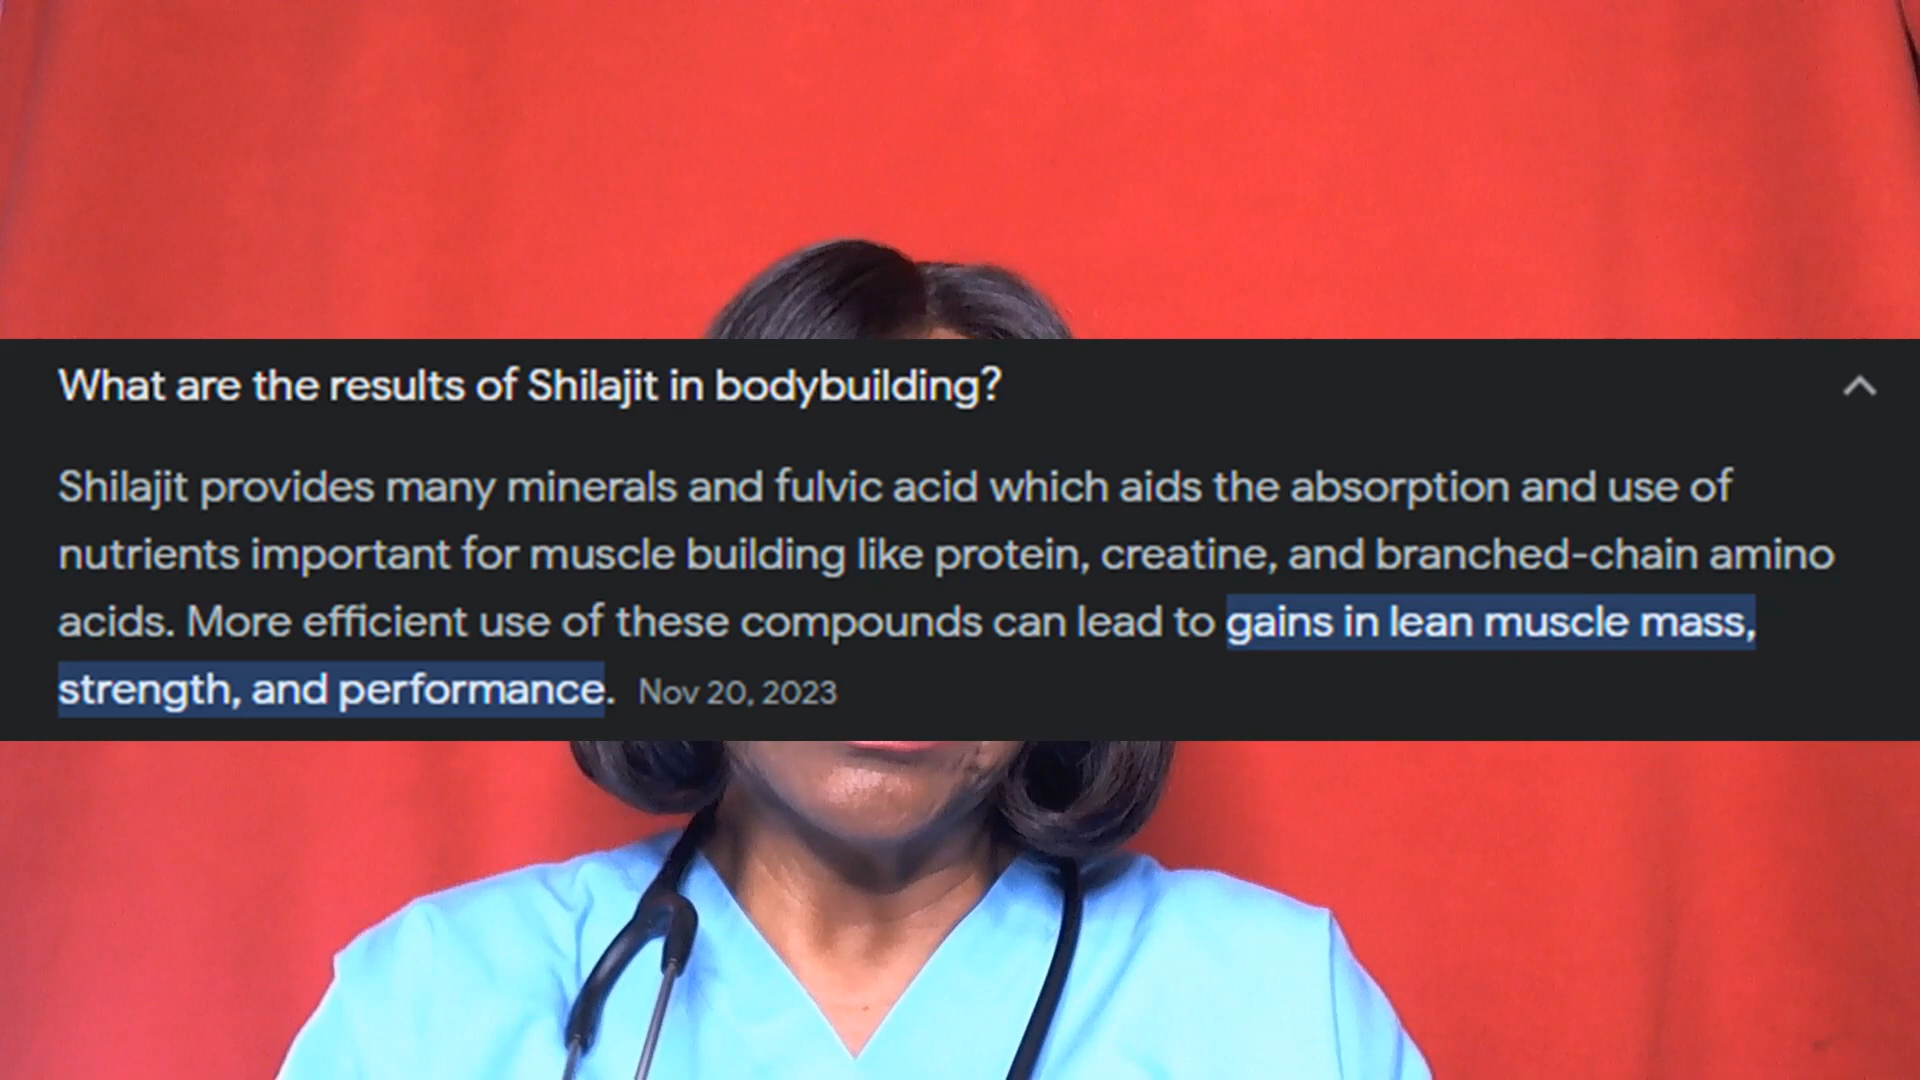 What are the results of Shilajit in bodybuilding?
Shilajit provides many minerals and fulvic acid which aids the absorption and use of
nutrients important for muscle building like protein, creatine, and branched-chain amino
acids. More efficient use of these compounds can lead to gains in lean muscle mass,
strength, and performance. Nov 20, 2023